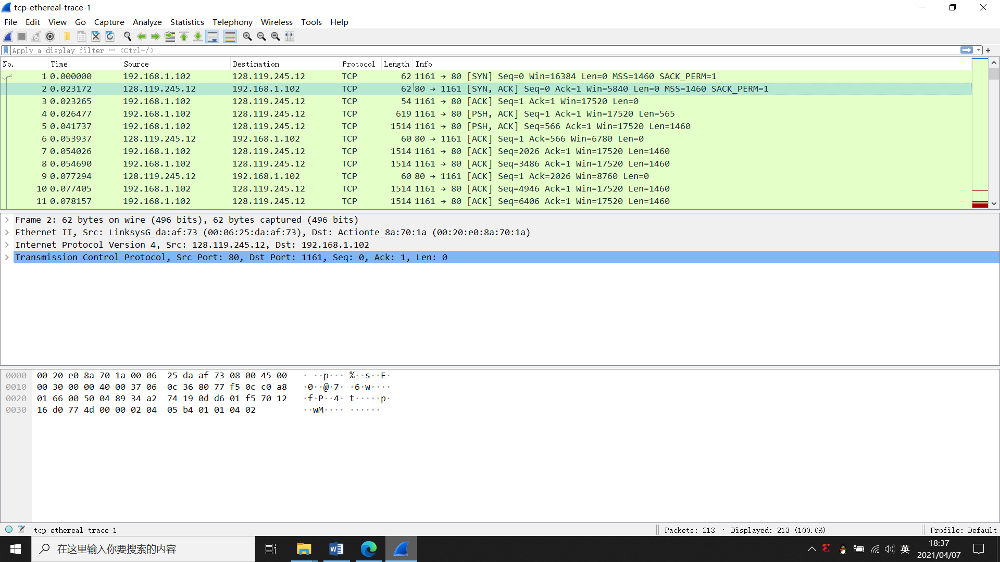 tcp-ethereal-trace-1
File Edit View Go Capture Analyze Statistics Telephony Wireless Tools Help
Apply a display filter ··· <Ctrl-/>
No. Time Source Destination Protocol Length Info
1 0.000000 192.168.1.102 128.119.245.12 TCP 62 1161 → 80 [SYN] Seq=0 Win=16384 Len=0 MSS=1460 SACK_PERM=1
2 0.023172 128.119.245.12 192.168.1.102 TCP 62 80 → 1161 [SYN, ACK] Seq=0 Ack=1 Win=5840 Len=0 MSS=1460 SACK_PERM=1
3 0.023265 192.168.1.102 128.119.245.12 TCP 54 1161 → 80 [ACK] Seq=1 Ack=1 Win=17520 Len=0
4 0.026477 192.168.1.102 128.119.245.12 TCP 619 1161 → 80 [PSH, ACK] Seq=1 Ack=1 Win=17520 Len=565
5 0.041737 192.168.1.102 128.119.245.12 TCP 1514 1161 → 80 [PSH, ACK] Seq=566 Ack=1 Win=17520 Len=1460
6 0.053937 128.119.245.12 192.168.1.102 TCP 60 80 → 1161 [ACK] Seq=1 Ack=566 Win=6780 Len=0
7 0.054026 192.168.1.102 128.119.245.12 TCP 1514 1161 → 80 [ACK] Seq=2026 Ack=1 Win=17520 Len=1460
8 0.054690 192.168.1.102 128.119.245.12 TCP 1514 1161 → 80 [ACK] Seq=3486 Ack=1 Win=17520 Len=1460
9 0.077294 128.119.245.12 192.168.1.102 TCP 60 80 → 1161 [ACK] Seq=1 Ack=2026 Win=8760 Len=0
10 0.077405 192.168.1.102 128.119.245.12 TCP 1514 1161 → 80 [ACK] Seq=4946 Ack=1 Win=17520 Len=1460
11 0.078157 192.168.1.102 128.119.245.12 TCP 1514 1161 → 80 [ACK] Seq=6406 Ack=1 Win=17520 Len=1460
Frame 2: 62 bytes on wire (496 bits), 62 bytes captured (496 bits)
Ethernet II, Src: LinksysG_da:af:73 (00:06:25:da:af:73), Dst: Actionte_8a:70:1a (00:20:e0:8a:70:1a)
Internet Protocol Version 4, Src: 128.119.245.12, Dst: 192.168.1.102
Transmission Control Protocol, Src Port: 80, Dst Port: 1161, Seq: 0, Ack: 1, Len: 0
0000 00 20 e0 8a 70 1a 00 06 25 da af 73 08 00 45 00 · ··p··· %··s··E·
0010 00 30 00 00 40 00 37 06 0c 36 80 77 f5 0c c0 a8 ·0··@·7· ·6·w····
0020 01 66 00 50 04 89 34 a2 74 19 0d d6 01 f5 70 12 ·f·P··4· t·····p·
0030 16 d0 77 4d 00 00 02 04 05 b4 01 01 04 02 ··wM···· ······
tcp-ethereal-trace-1 Packets: 213 · Displayed: 213 (100.0%) Profile: Default
在这里输入你要搜索的内容
英
18:37
2021/04/07